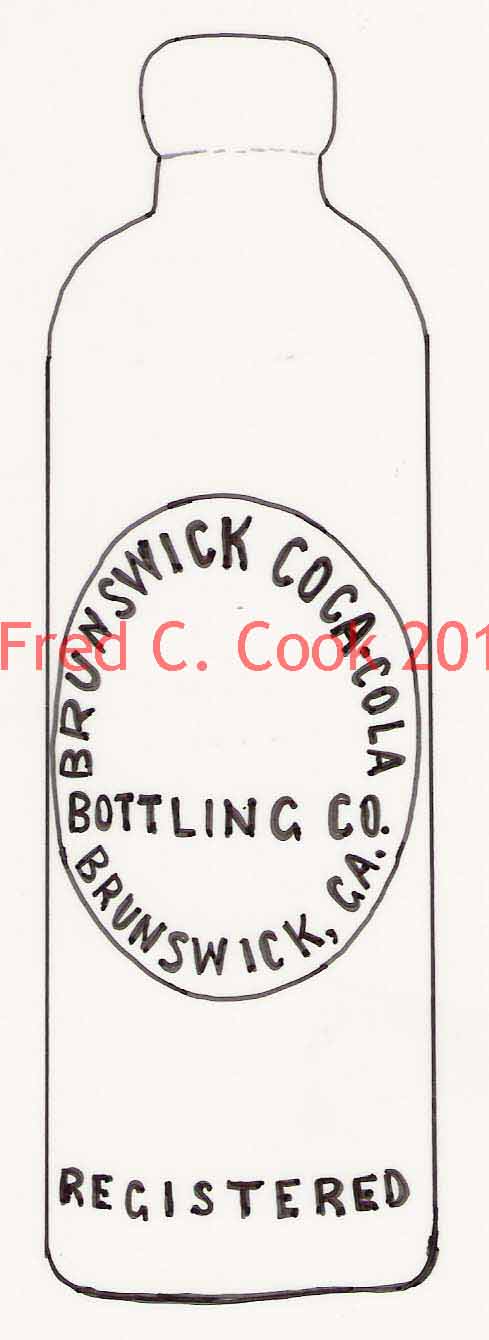 BRUNSWICK COCA-COLA
Fred C. Cook 201
BOTTLING CO.
BRUNSWICK, GA.
REGISTERED